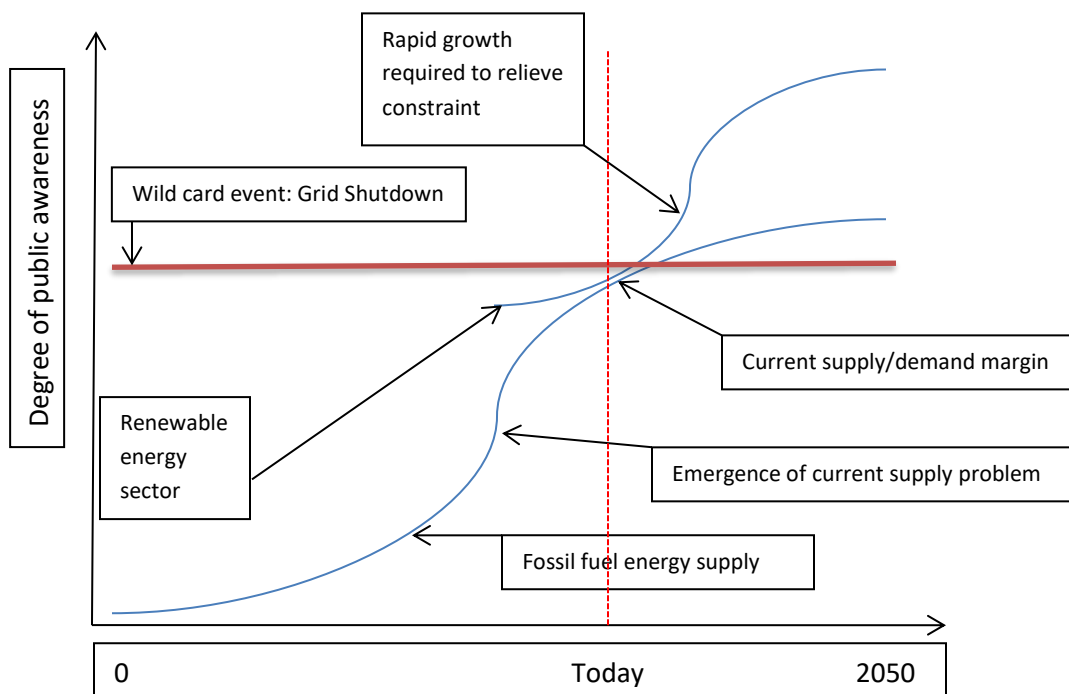 Rapid growth
required to relieve
constraint
Degree of public awareness
Wild card event: Grid Shutdown
Current supply/demand margin
Renewable
energy
sector
Emergence of current supply problem
Fossil fuel energy supply
0 Today 2050